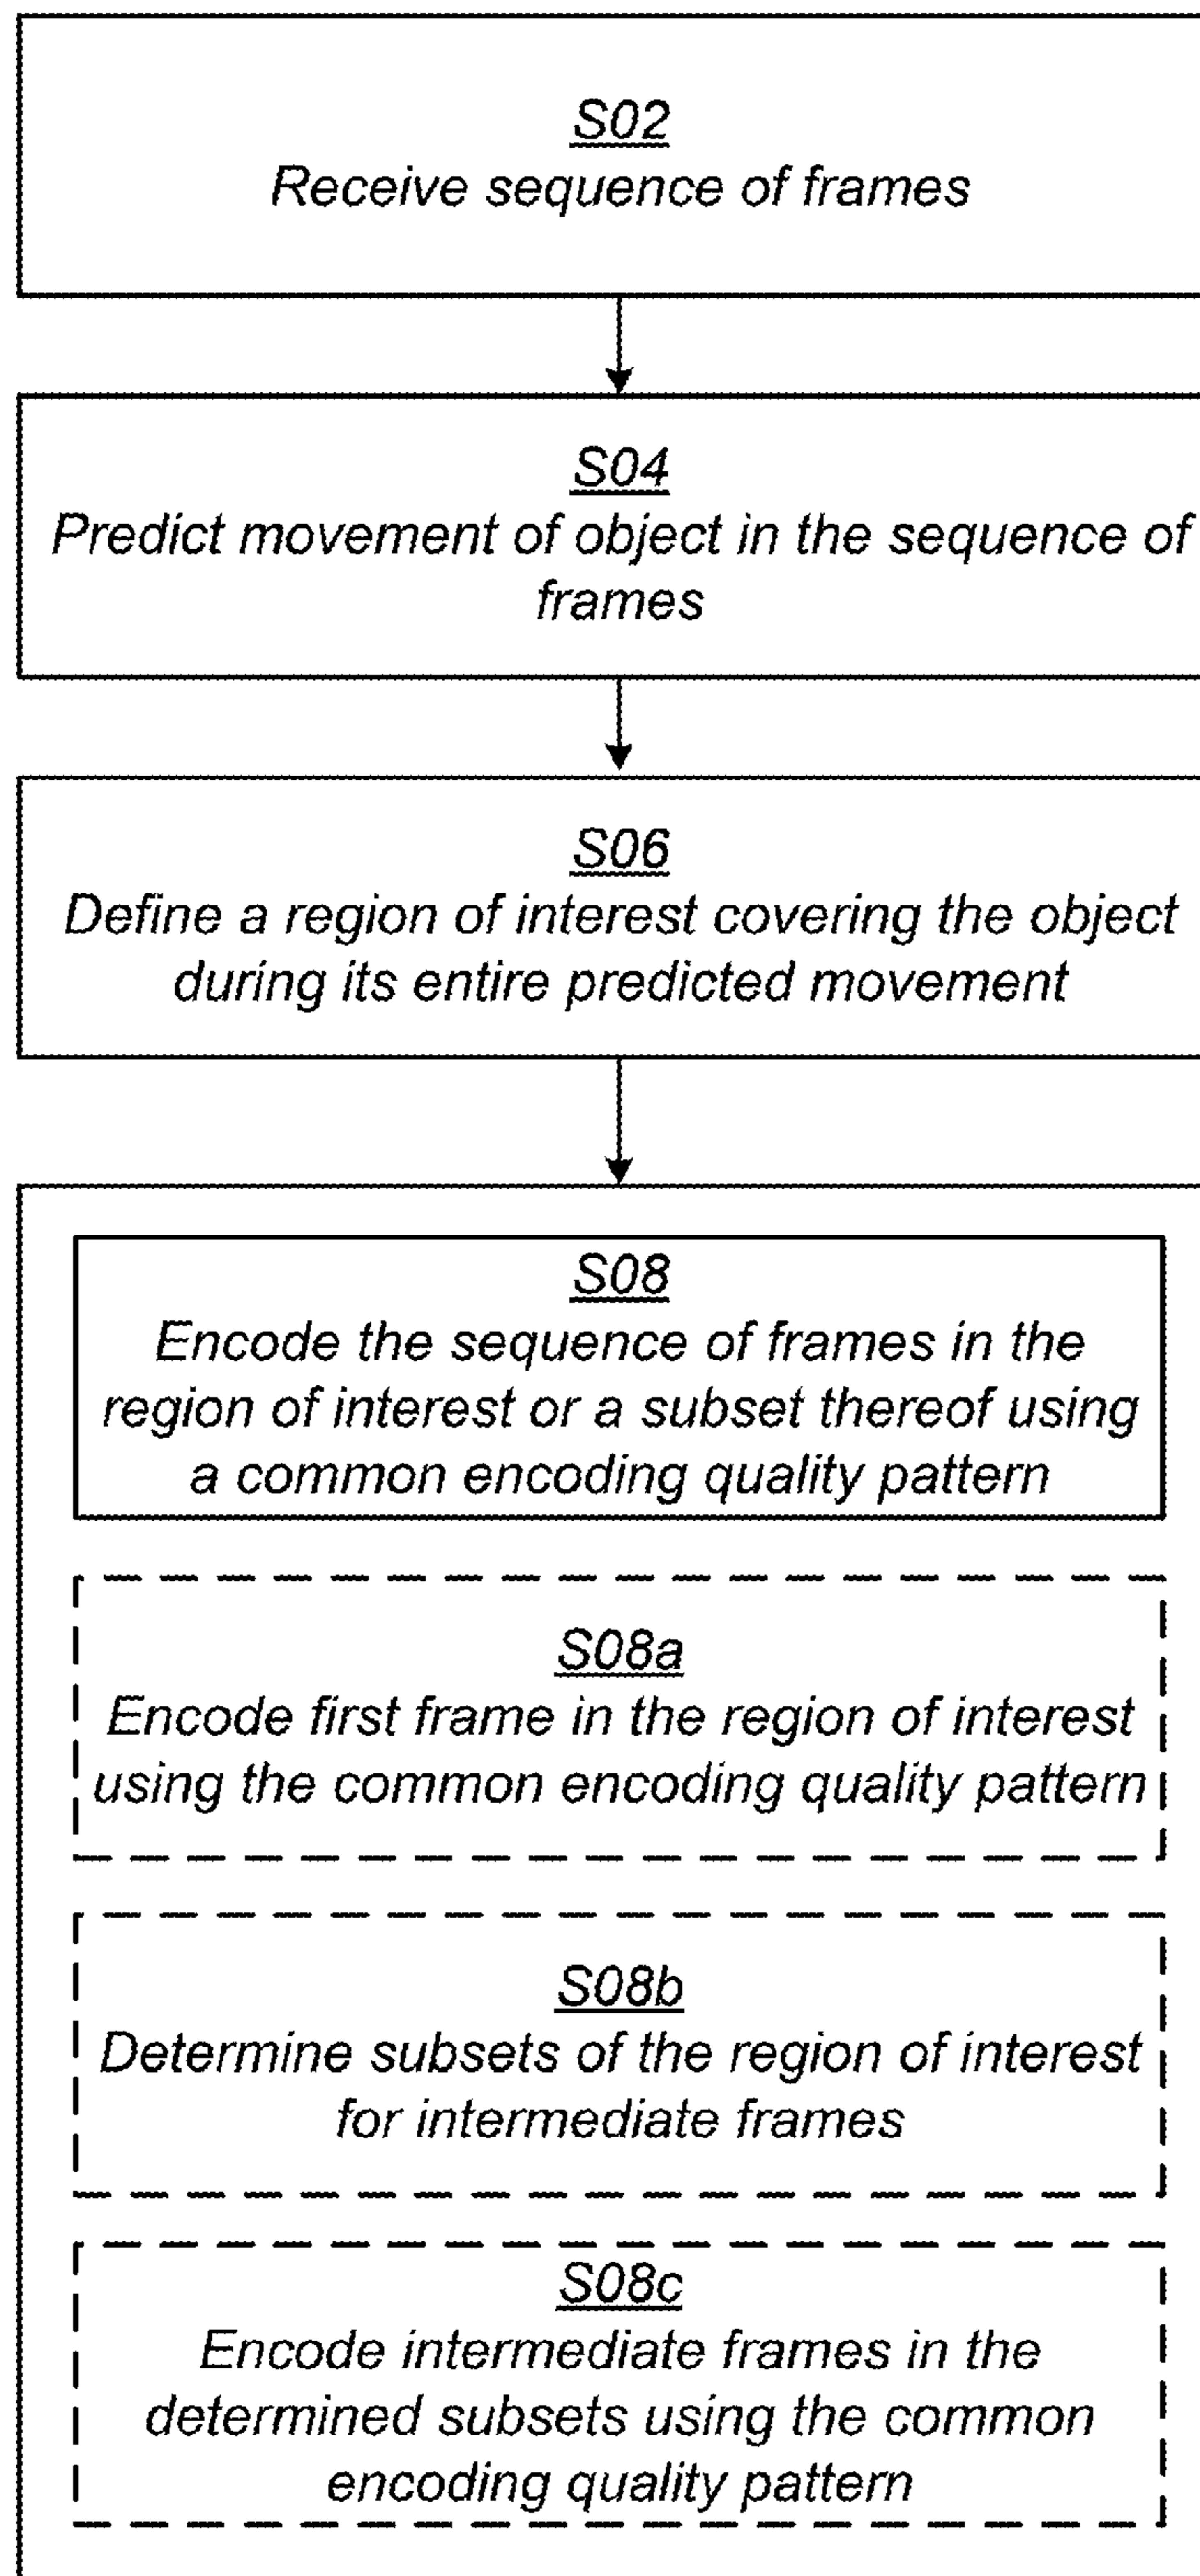 S02
Receive sequence of frames
S04
Predict movement of object in the sequence of
frames
S06
Define a region of interest covering the object
during its entire predicted movement
S08
Encode the sequence of frames in the
region of interest or a subset thereof using
a common encoding quality pattern
S08a
Encode first frame in the region of interest
using the common encoding quality pattern
S08b
Determine subsets of the region of interest
for intermediate frames
S08c
Encode intermediate frames in the
determined subsets using the common
encoding quality pattern